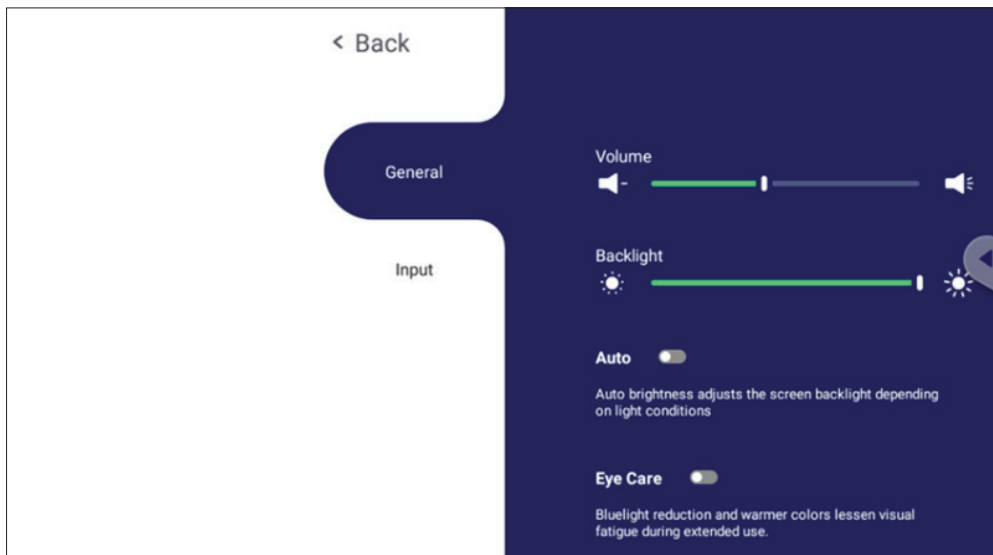 < Back
General
Input
Volume
Backlight
Auto
Auto brightness adjusts the screen backlight depending
on light conditions
Eye Care
Bluelight reduction and warmer colors lessen visual
fatigue during extended use.